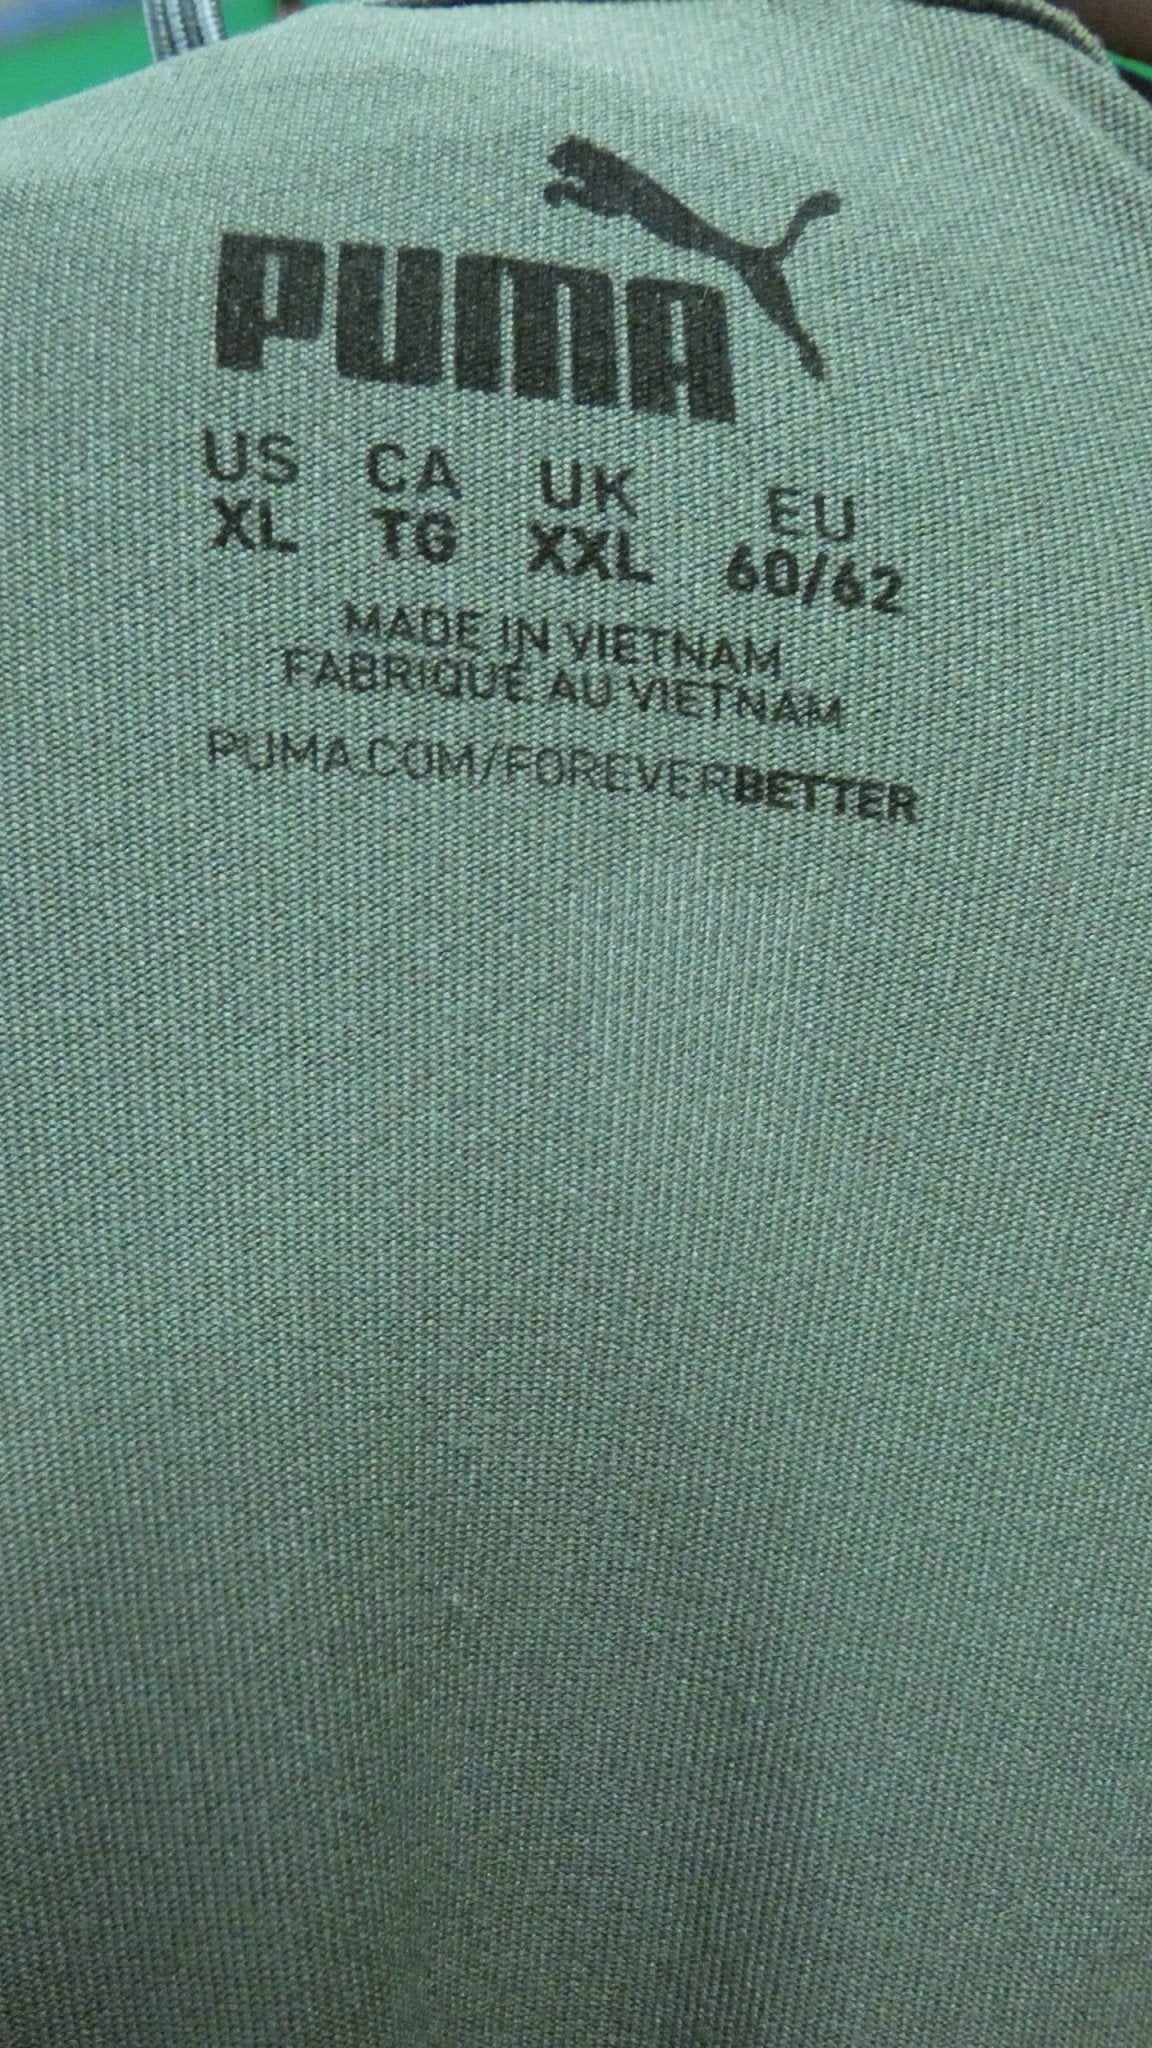 PUMA
US CA UK EU
XL TG XXL 60/62
MADE IN VIETNAM
FABRIQUÉ AU VIETNAM
PUMA.COM/FOREVERBETTER